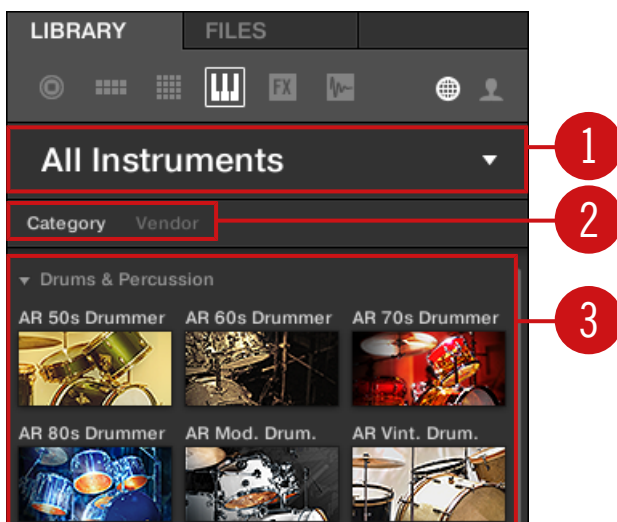 LIBRARY FILES
FX
All Instruments
1
Category Vendor
2
Drums & Percussion
AR 50s Drummer AR 60s Drummer AR 70s Drummer
3
AR 80s Drummer AR Mod. Drum. AR Vint. Drum.